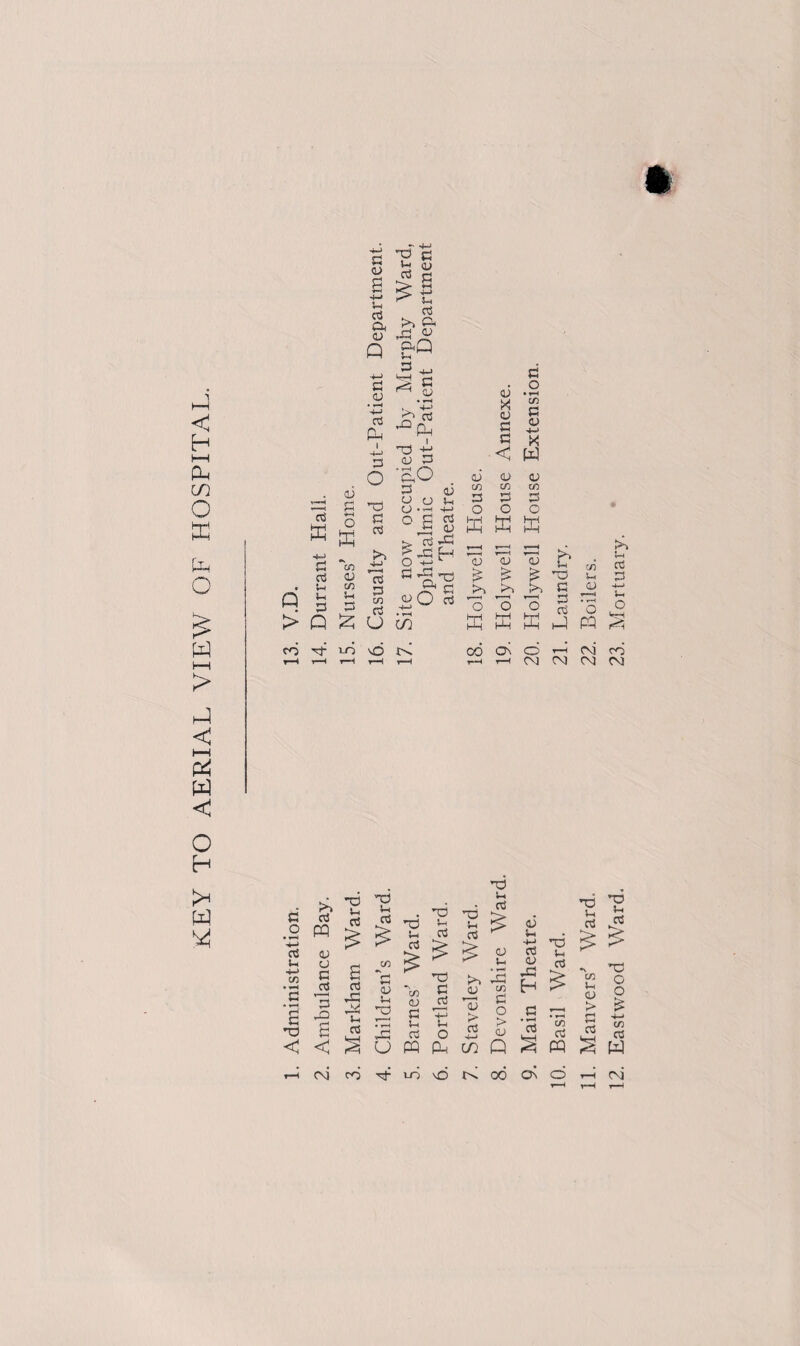 KEY TO AERIAL VIEW OF HOSPITAL.
1. Administration.
2. Ambulance Bay.
3. Markham Ward.
4. Children's Ward.
5. Barnes' Ward.
6. Portland Ward.
7. Staveley Ward.
8. Devonshire Ward.
9. Main Theatre.
10. Basil Ward.
11. Manvers' Ward.
12. Eastwood Ward.
13. V.D.
14. Durrant Hall.
15. Nurses' Home.
16. Casualty and Out-Patient Department.
17. Site now occupied by Murphy Ward,
Ophthalmic Out-Patient Department
and Theatre.
18. Holywell House.
19. Holywell House Annexe.
20. Holywell House Extension.
21. Laundry.
22. Boilers.
23. Mortuary.